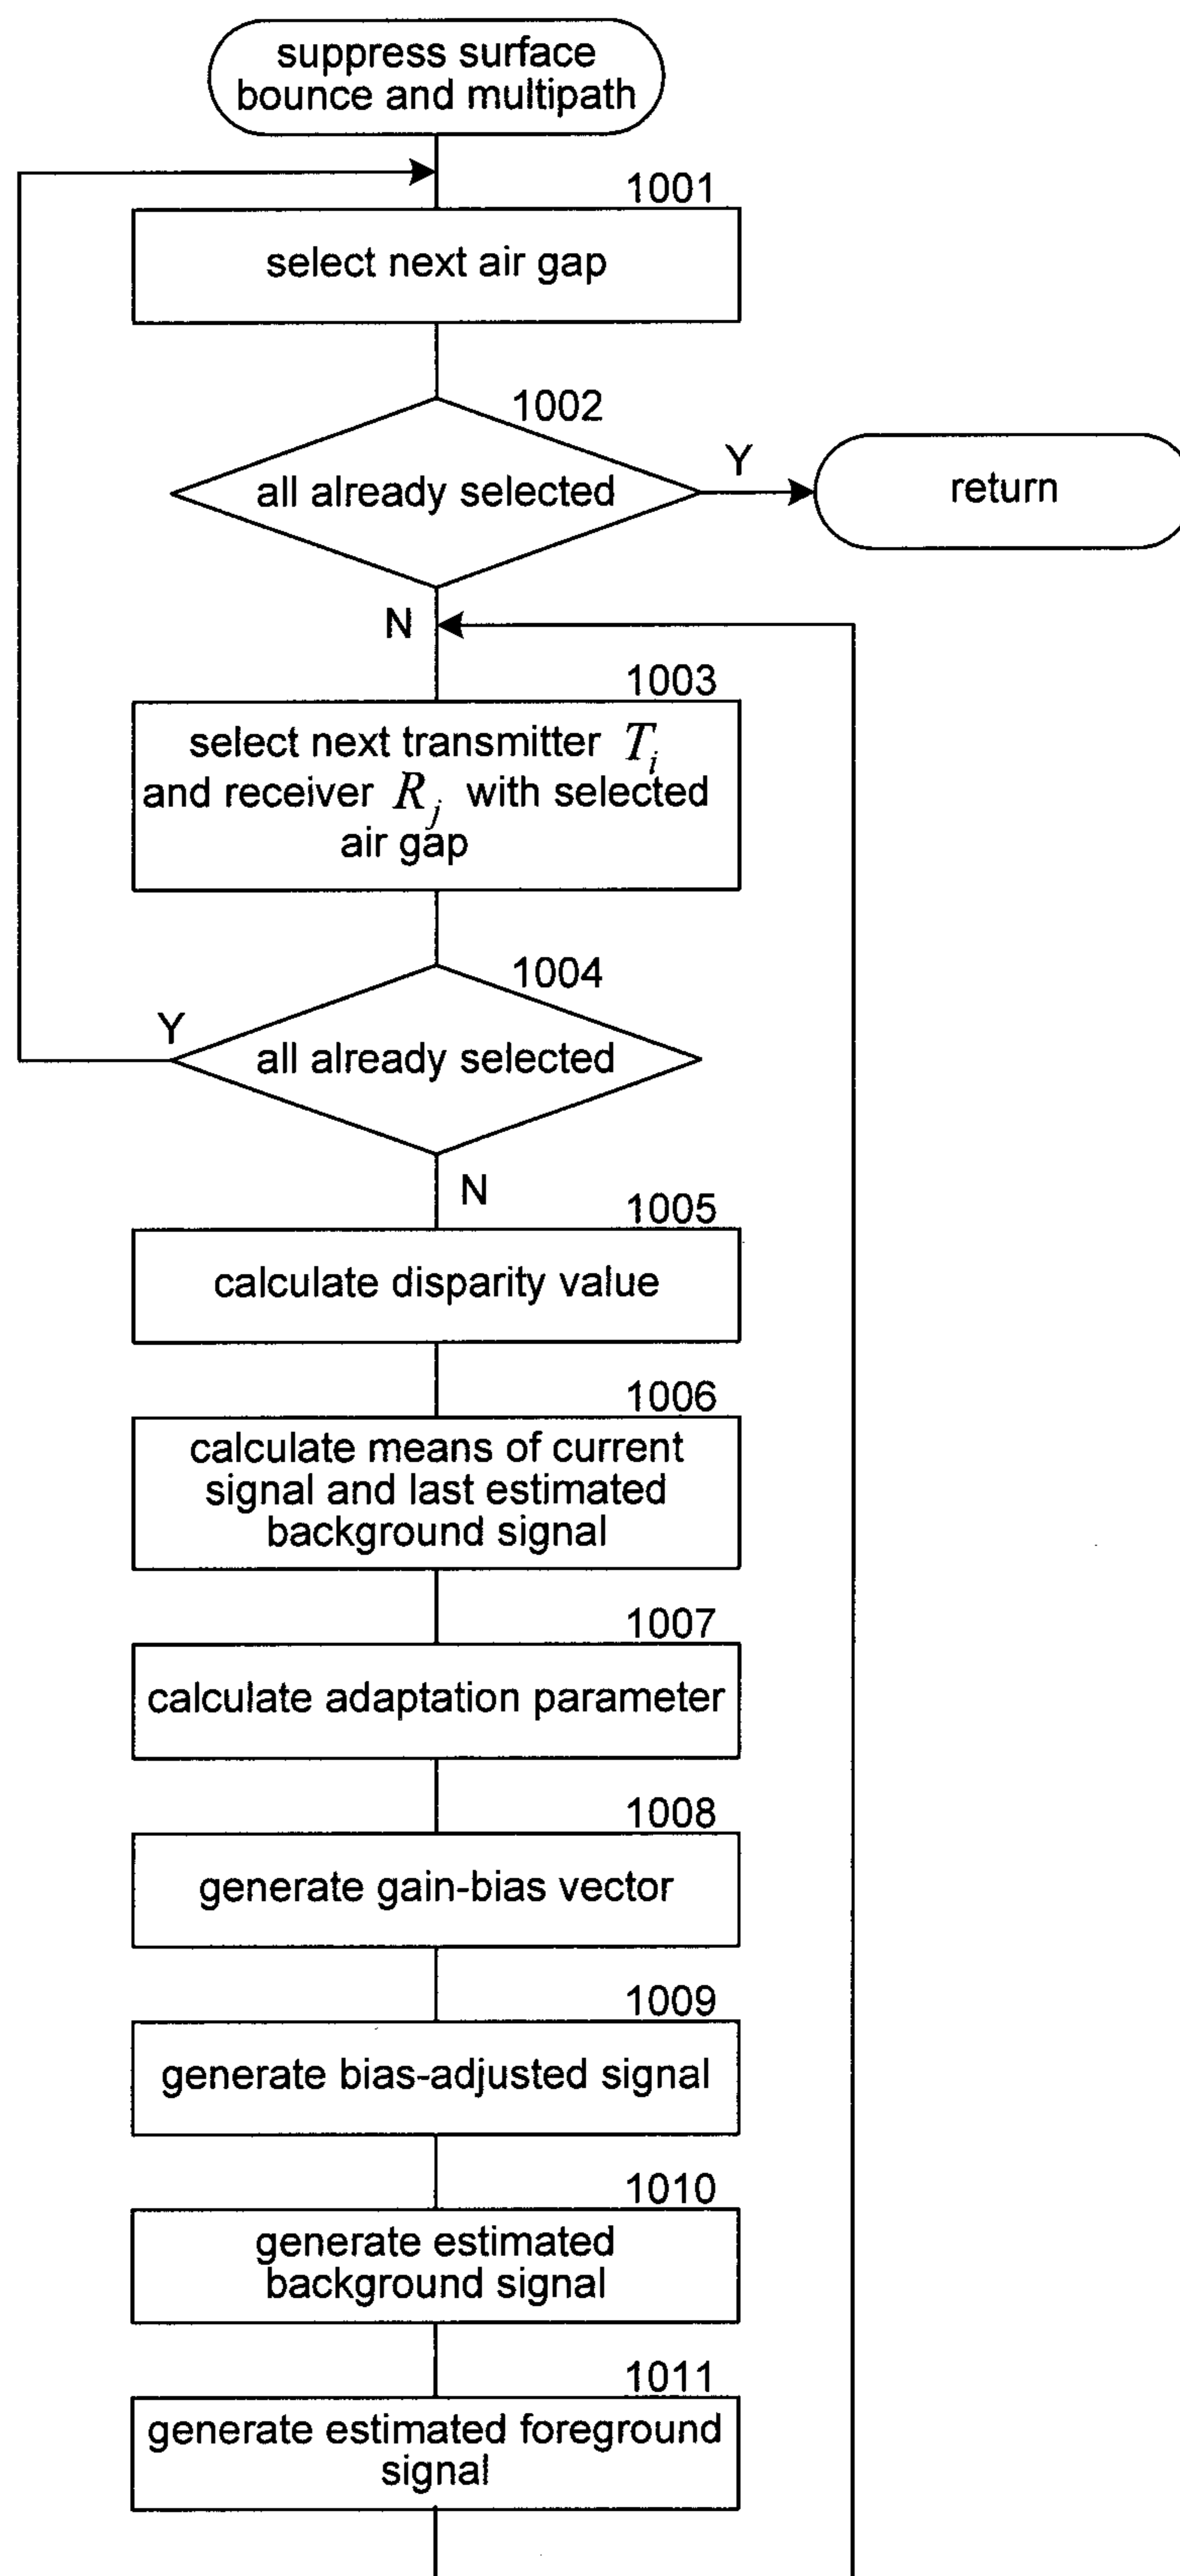 suppress surface
bounce and multipath
1001
select next air gap
1002
all already selected
Y
return
N
1003
select next transmitter T_i
and receiver R_j with selected
air gap
1004
Y
all already selected
N
1005
calculate disparity value
1006
calculate means of current
signal and last estimated
background signal
1007
calculate adaptation parameter
1008
generate gain-bias vector
1009
generate bias-adjusted signal
1010
generate estimated
background signal
1011
generate estimated foreground
signal